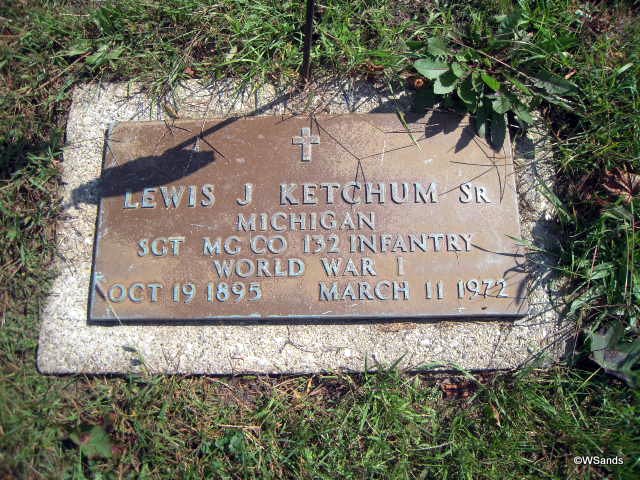 LEWIS J KETCHUM SR
MICHIGAN
SGT MG CO 132 INFANTRY
WORLD WAR I
OCT 19 1895 MARCH 11 1972
©WSands